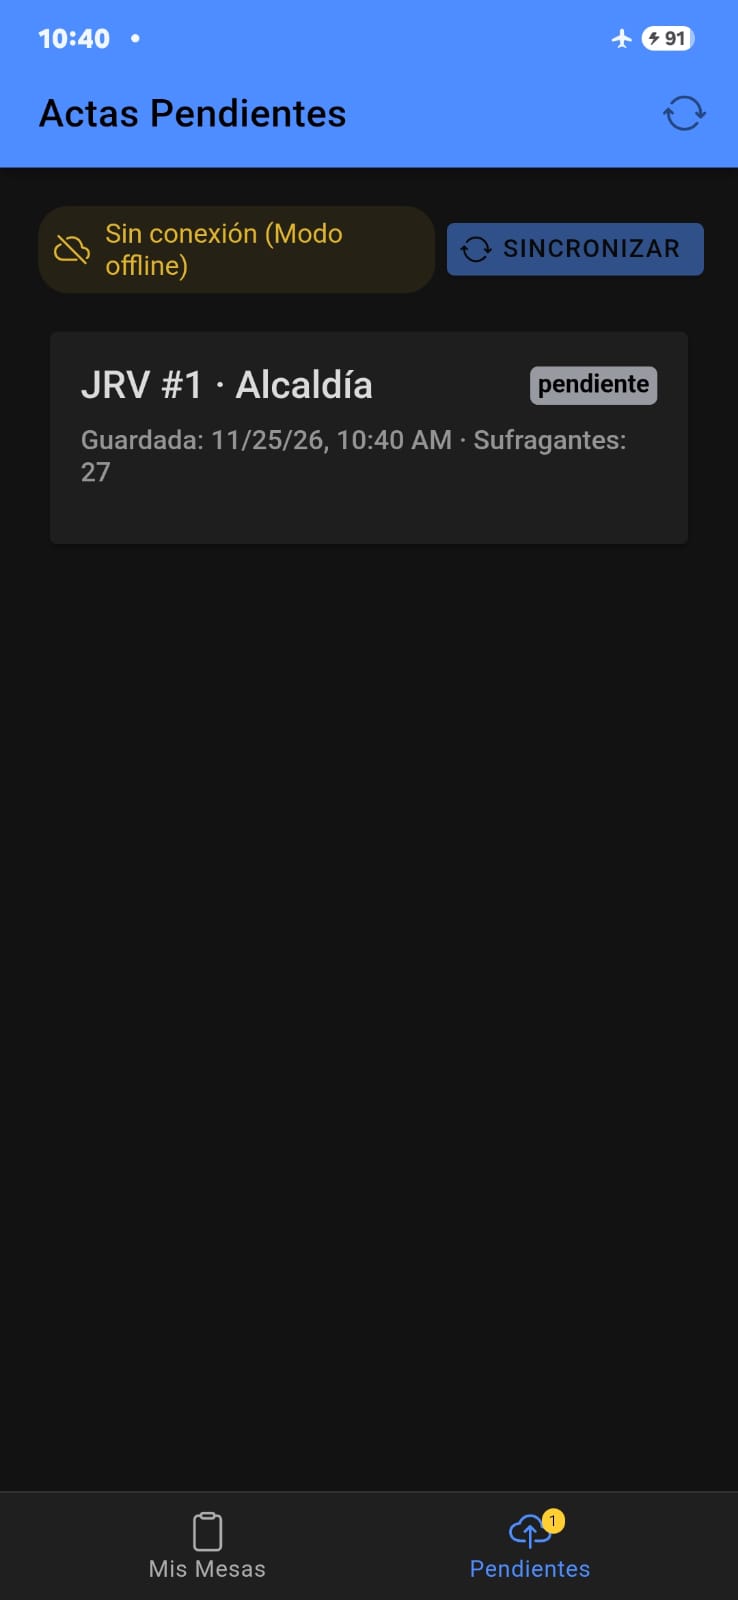 10:40
91
Actas Pendientes
Sin conexión (Modo
offline)
SINCRONIZAR
JRV #1 · Alcaldía
pendiente
Guardada: 11/25/26, 10:40 AM · Sufragantes:
27
1
Mis Mesas
Pendientes